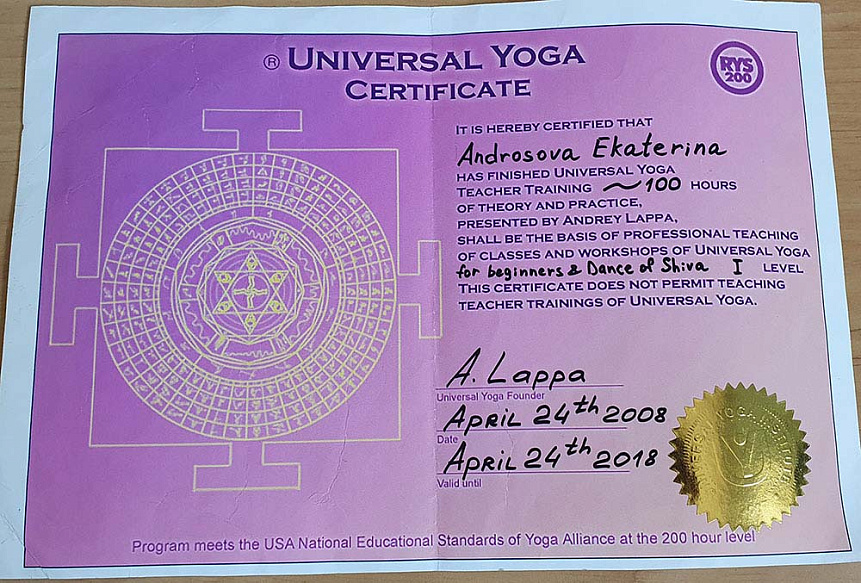 ® UNIVERSAL YOGA
CERTIFICATE
RYS
200
IT IS HEREBY CERTIFIED THAT
Androsova Ekaterina
HAS FINISHED UNIVERSAL YOGA
TEACHER TRAINING ~100 HOURS
OF THEORY AND PRACTICE,
PRESENTED BY ANDREY LAPPA,
SHALL BE THE BASIS OF PROFESSIONAL TEACHING
OF CLASSES AND WORKSHOPS OF UNIVERSAL YOGA
for beginners & Dance of Shiva I LEVEL
THIS CERTIFICATE DOES NOT PERMIT TEACHING
TEACHER TRAININGS OF UNIVERSAL YOGA.
A. Lappa
Universal Yoga Founder
APRIL 24th 2008
Date
APRIL 24th 2018
Valid until
Program meets the USA National Educational Standards of Yoga Alliance at the 200 hour level